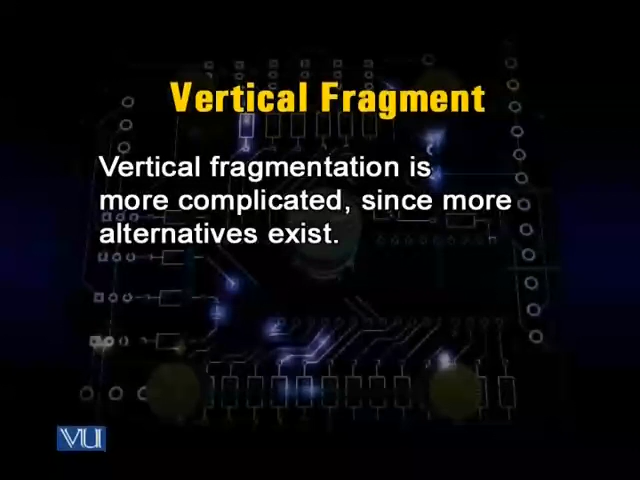 Vertical Fragment
Vertical fragmentation is
more complicated, since more
alternatives exist.
VU